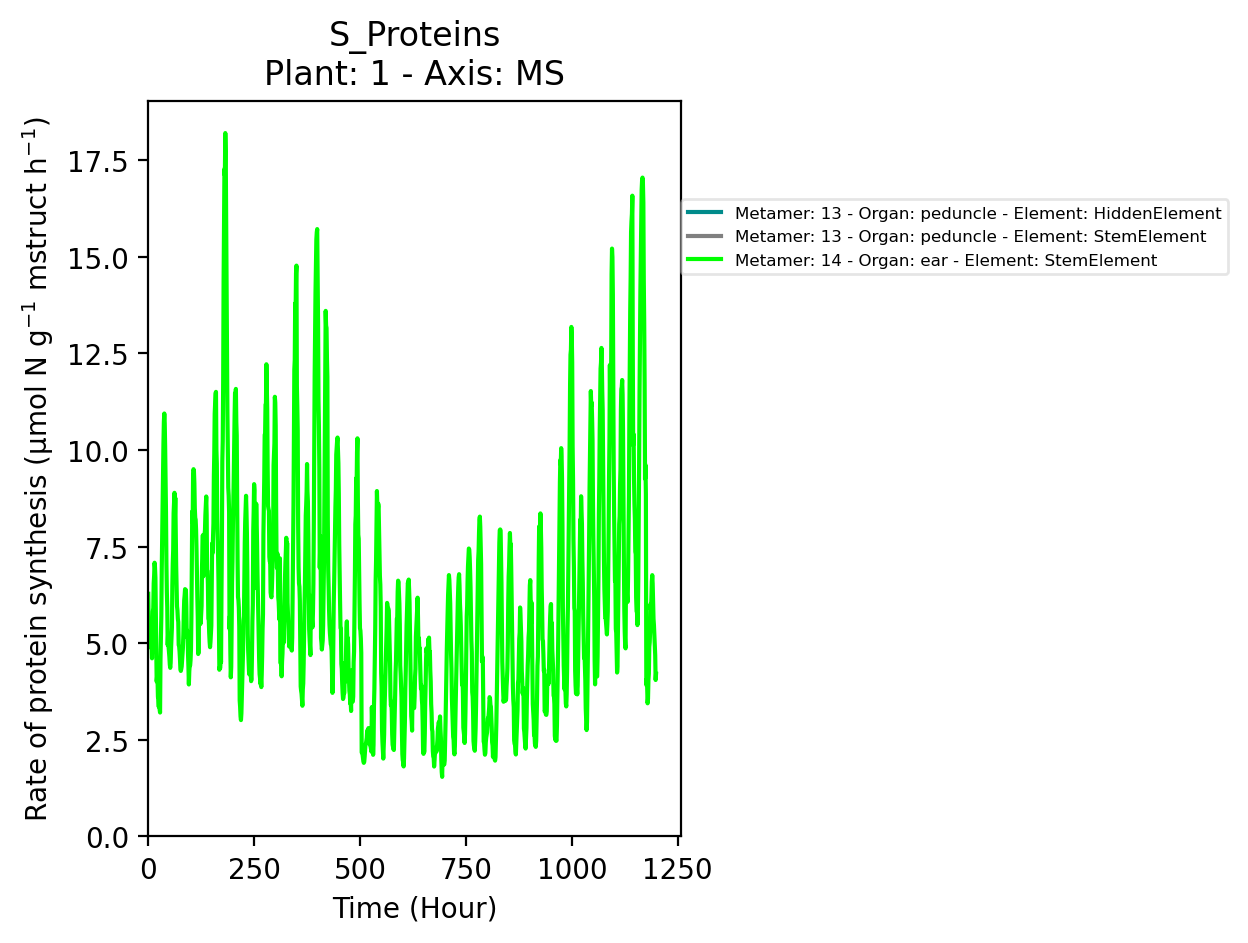 S_Proteins
Plant: 1 - Axis: MS
Rate of protein synthesis (µmol N g⁻¹ mstruct h⁻¹)
17.5
15.0
12.5
10.0
7.5
5.0
2.5
0.0
0 250 500 750 1000 1250
Time (Hour)
Metamer: 13 - Organ: peduncle - Element: HiddenElement
Metamer: 13 - Organ: peduncle - Element: StemElement
Metamer: 14 - Organ: ear - Element: StemElement